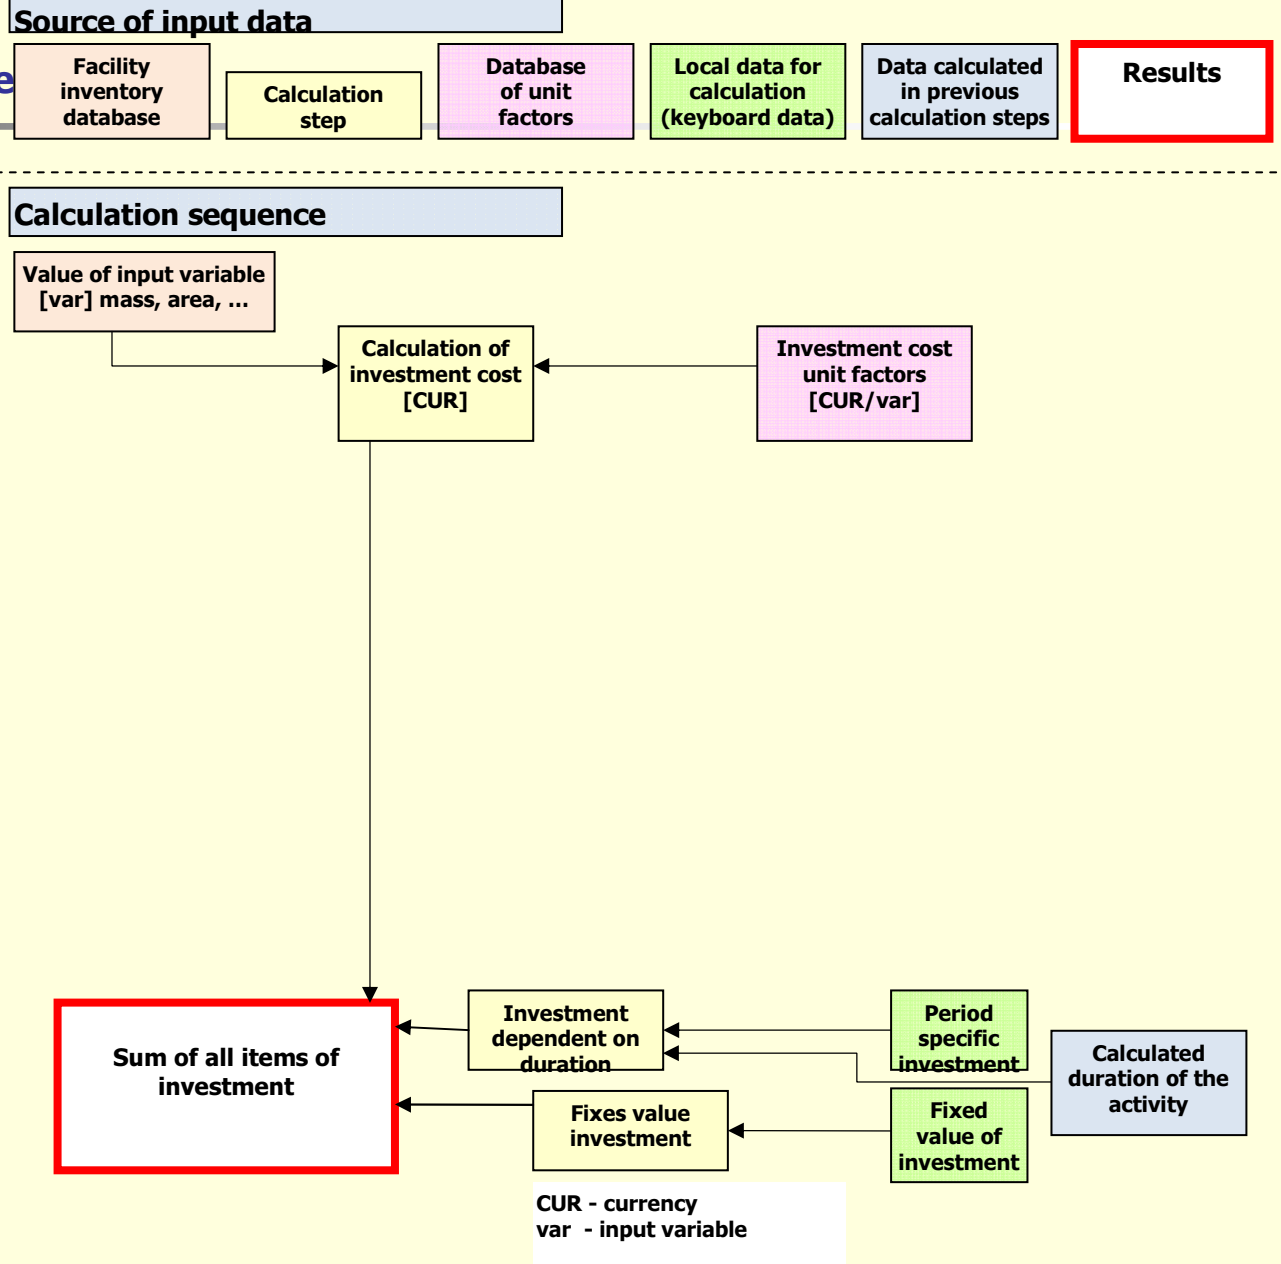 Source of input data
e
Facility
inventory
database
Calculation
step
Database
of unit
factors
Local data for
calculation
(keyboard data)
Data calculated
in previous
calculation steps
Results
Calculation sequence
Value of input variable
[var] mass, area, ...
Calculation of
investment cost
[CUR]
Investment cost
unit factors
[CUR/var]
Sum of all items of
investment
Investment
dependent on
duration
Period
specific
investment
Calculated
duration of the
activity
Fixes value
investment
Fixed
value of
investment
CUR - currency
var  - input variable